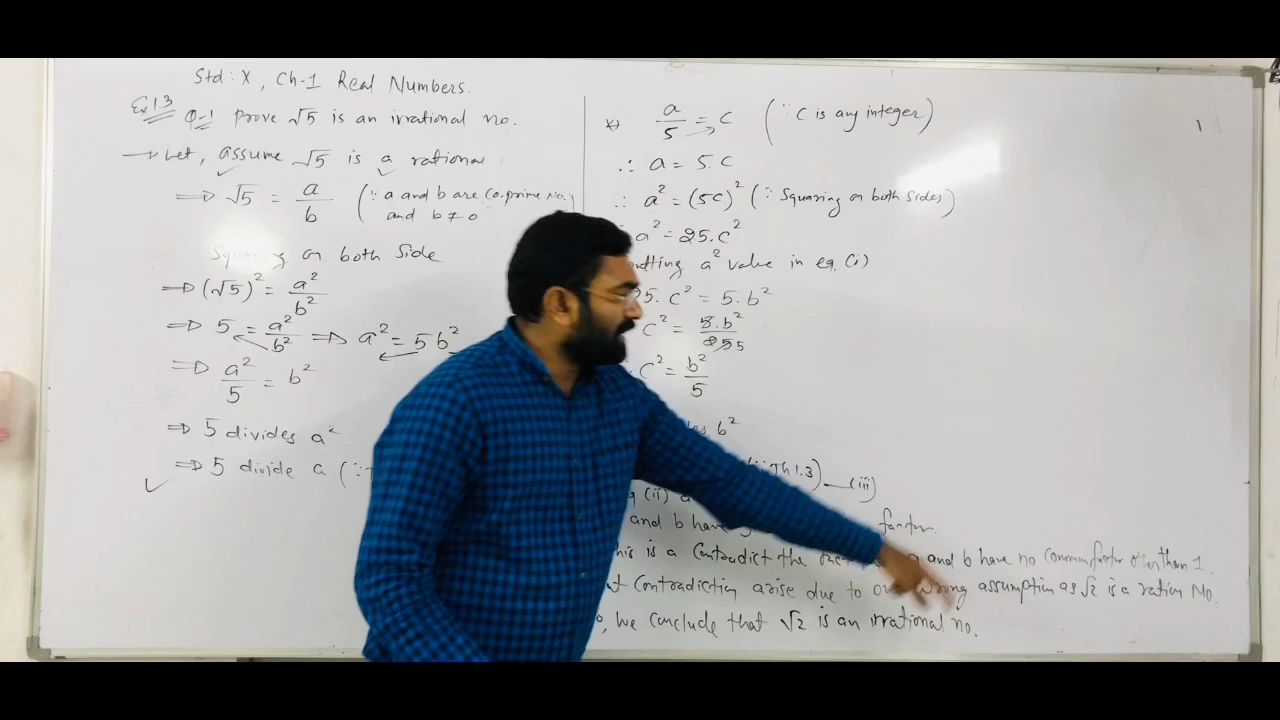 Std: X, Ch-1 Real Numbers.
Ex 1.3 Q-1 prove √5 is an irrational no.
→ Let, assume √5 is a rational
⇒ √5 = a/b (∵ a and b are co.prime No. and b ≠ 0
Squaring on both side
⇒ (√5)² = a²/b²
⇒ 5 = a²/b² ⇒ a² = 5b²
⇒ a²/5 = b²
⇒ 5 divides a²
⇒ 5 divide a (∵
a/5 = c (∵ c is any integer)
∴ a = 5.c
∴ a² = (5c)² (∵ Squaring on both sides)
a² = 25.c²
a² value in eq. (i)
25. c² = 5.b²
c² = 5.b²/25 5
c² = b²/5
b²
(∵ Th 1.3) — (iii)
(ii)
and b have factor.
is a Contradict the and b have no common factor other than 1.
Contradiction arise due to our wrong assumption as √2 is a ration No.
, we conclude that √2 is an irrational no.
1